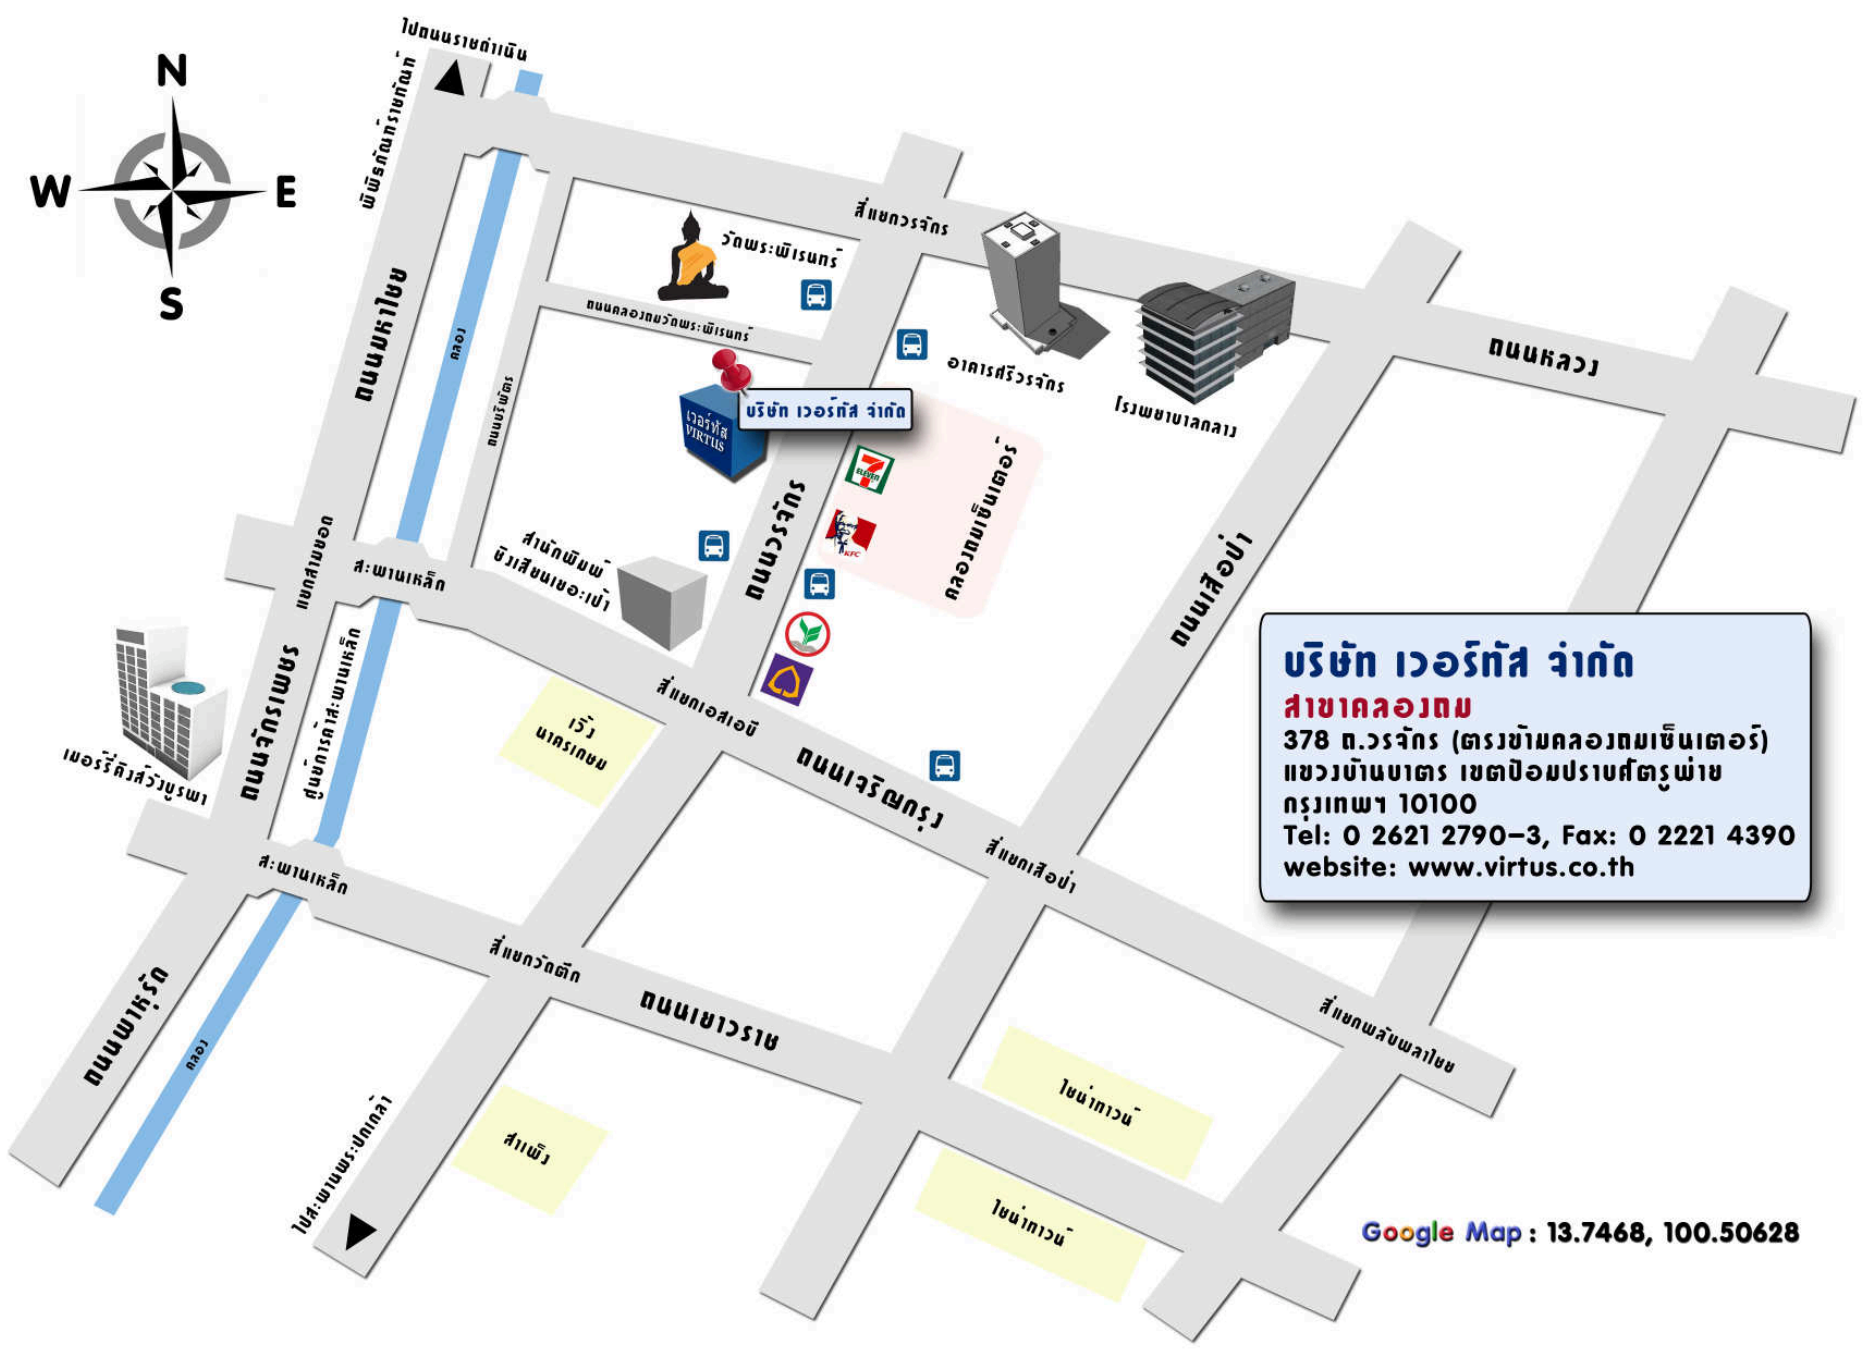 ไปถนนราชดำเนิน
N
W
E
S
พิพิธภัณฑ์ราชทัณฑ์
สี่แยกวรจักร
วัดพระพิเรนทร์
ถนนมหาไชย
คลอง
ถนนคลองถมวัดพระพิเรนทร์
ถนนบริพัตร
อาคารศรีวรจักร
โรงพยาบาลกลาง
ถนนหลวง
เวอร์ทัส
VIRTUS
บริษัท เวอร์ทัส จำกัด
7
ELEVEN
KFC
คลองถมเซ็นเตอร์
ถนนวรจักร
แยกสามยอด
สะพานเหล็ก
สำนักพิมพ์
ซิงเสียนเยอะเป้า
ถนนเสือป่า
ถนนจักรเพชร
ศูนย์การค้าสะพานเหล็ก
สี่แยกเอสเอบี
เวิ้ง
นาครเกษม
เมอร์รี่คิงส์วังบูรพา
ถนนเจริญกรุง
บริษัท เวอร์ทัส จำกัด
สาขาคลองถม
378 ถ.วรจักร (ตรงข้ามคลองถมเซ็นเตอร์)
แขวงบ้านบาตร เขตป้อมปราบศัตรูพ่าย
กรุงเทพฯ 10100
Tel: 0 2621 2790-3, Fax: 0 2221 4390
website: www.virtus.co.th
สะพานเหล็ก
สี่แยกเสือป่า
สี่แยกวัดตึก
ถนนเยาวราช
ถนนพาหุรัด
คลอง
สี่แยกพลับพลาไชย
ไชน่าทาวน์
สำเพ็ง
ไปสะพานพระปกเกล้า
ไชน่าทาวน์
Google Map : 13.7468, 100.50628